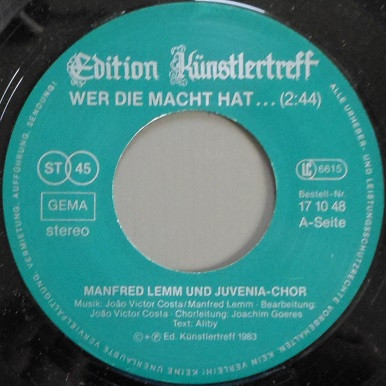 Edition Künstlertreff
WER DIE MACHT HAT... (2:44)
ST 45
GEMA
stereo
LC 6615
Bestell-Nr.
17 10 48
A-Seite
MANFRED LEMM UND JUVENIA-CHOR
Musik: João Victor Costa/Manfred Lemm - Bearbeitung:
João Victor Costa - Chorleitung: Joachim Goeres
Text: Aliby
©+℗ Ed. Künstlertreff 1983
ALLE URHEBER- UND LEISTUNGSSCHUTZRECHTE VORBEHALTEN. KEIN VERLEIH! KEINE UNERLAUBTE VERVIELFÄLTIGUNG, VERMIETUNG, AUFFÜHRUNG, SENDUNG!